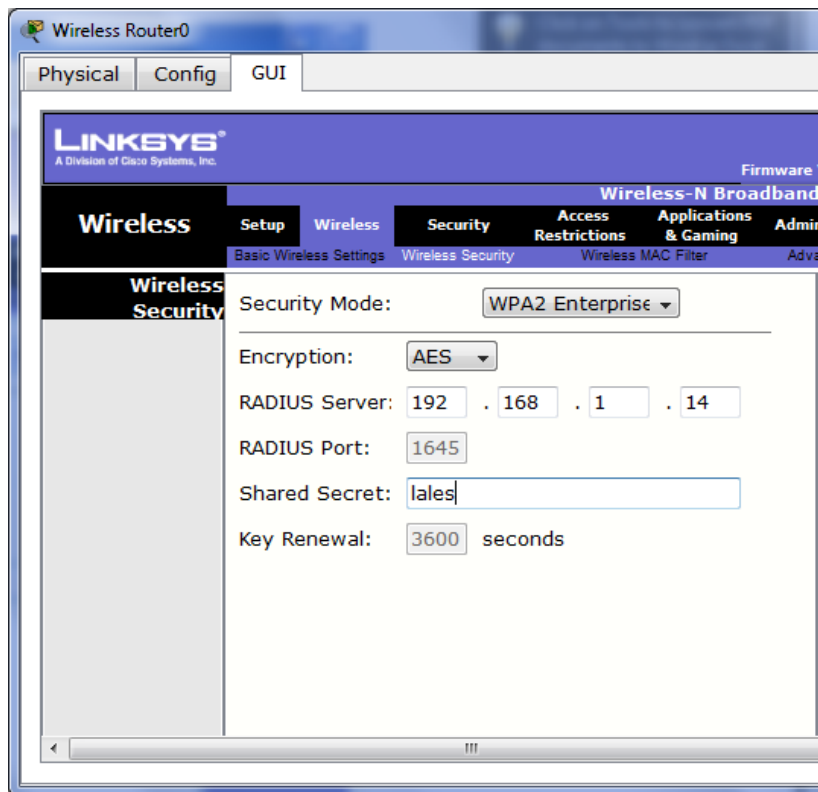 Wireless Router0
Physical Config GUI
LINKSYS®
A Division of Cisco Systems, Inc.
Firmware
Wireless-N Broadband
Wireless Setup Wireless Security Access Restrictions Applications & Gaming Admin
Basic Wireless Settings Wireless Security Wireless MAC Filter Adva
Wireless
Security
Security Mode: WPA2 Enterprise
Encryption: AES
RADIUS Server: 192 . 168 . 1 . 14
RADIUS Port: 1645
Shared Secret: lales
Key Renewal: 3600 seconds